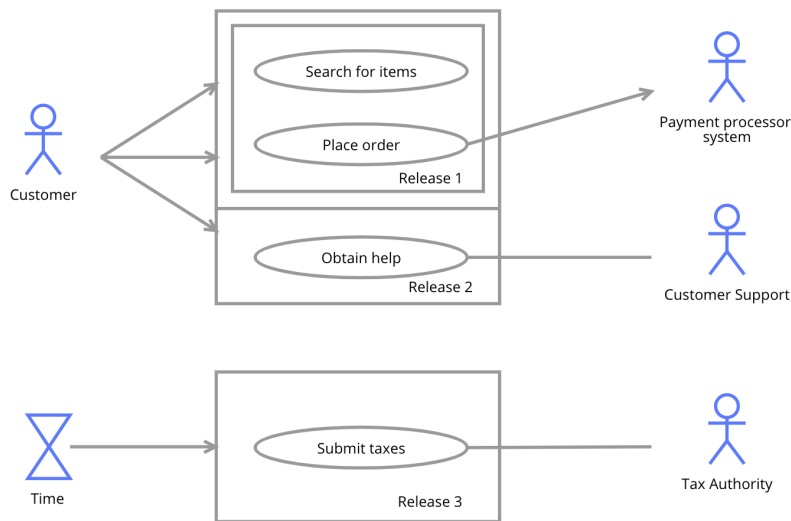 Search for items
Payment processor
system
Place order
Release 1
Customer
Obtain help
Release 2
Customer Support
Submit taxes
Tax Authority
Time
Release 3